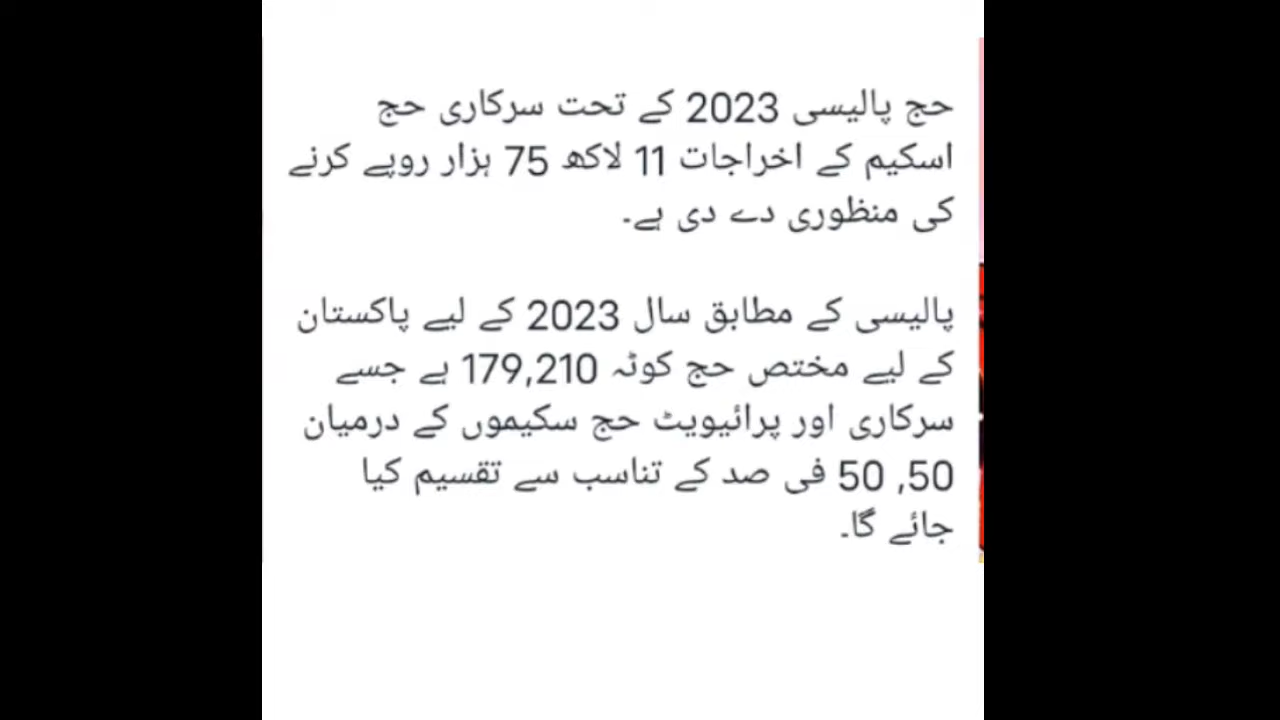 حج پالیسی 2023 کے تحت سرکاری حج
اسکیم کے اخراجات 11 لاکھ 75 ہزار روپے کرنے
کی منظوری دے دی ہے۔
پالیسی کے مطابق سال 2023 کے لیے پاکستان
کے لیے مختص حج کوٹہ 179,210 ہے جسے
سرکاری اور پرائیویٹ حج سکیموں کے درمیان
50, 50 فی صد کے تناسب سے تقسیم کیا
جائے گا۔